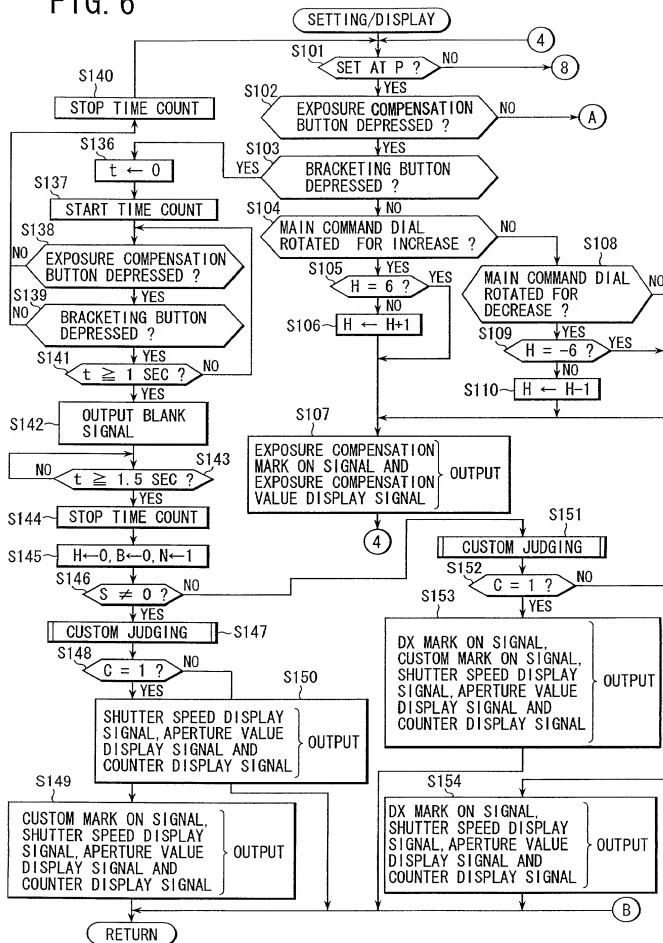 FIG. 6
SETTING/DISPLAY
4
S101
SET AT P ?
NO
8
YES
S102
EXPOSURE COMPENSATION
BUTTON DEPRESSED ?
NO
A
YES
S103
BRACKETING BUTTON
DEPRESSED ?
YES
NO
S104
MAIN COMMAND DIAL
ROTATED FOR INCREASE ?
NO
YES
S105
H = 6 ?
YES
NO
S106
H ← H+1
S108
MAIN COMMAND DIAL
ROTATED FOR
DECREASE ?
NO
YES
S109
H = -6 ?
YES
NO
S110
H ← H-1
S107
EXPOSURE COMPENSATION
MARK ON SIGNAL AND
EXPOSURE COMPENSATION
VALUE DISPLAY SIGNAL
OUTPUT
4
S140
STOP TIME COUNT
S136
t ← 0
S137
START TIME COUNT
S138
EXPOSURE COMPENSATION
BUTTON DEPRESSED ?
NO
YES
S139
BRACKETING BUTTON
DEPRESSED ?
NO
YES
S141
t ≧ 1 SEC ?
NO
YES
S142
OUTPUT BLANK
SIGNAL
S143
t ≧ 1.5 SEC ?
NO
YES
S144
STOP TIME COUNT
S145
H←0, B←0, N←1
S146
S ≠ 0 ?
NO
YES
CUSTOM JUDGING
S147
S148
C = 1 ?
NO
YES
S150
SHUTTER SPEED DISPLAY
SIGNAL, APERTURE VALUE
DISPLAY SIGNAL AND
COUNTER DISPLAY SIGNAL
OUTPUT
S149
CUSTOM MARK ON SIGNAL,
SHUTTER SPEED DISPLAY
SIGNAL, APERTURE VALUE
DISPLAY SIGNAL AND
COUNTER DISPLAY SIGNAL
OUTPUT
S151
CUSTOM JUDGING
S152
C = 1 ?
NO
YES
S153
DX MARK ON SIGNAL,
CUSTOM MARK ON SIGNAL,
SHUTTER SPEED DISPLAY
SIGNAL, APERTURE VALUE
DISPLAY SIGNAL AND
COUNTER DISPLAY SIGNAL
OUTPUT
S154
DX MARK ON SIGNAL,
SHUTTER SPEED DISPLAY
SIGNAL, APERTURE VALUE
DISPLAY SIGNAL AND
COUNTER DISPLAY SIGNAL
OUTPUT
B
RETURN